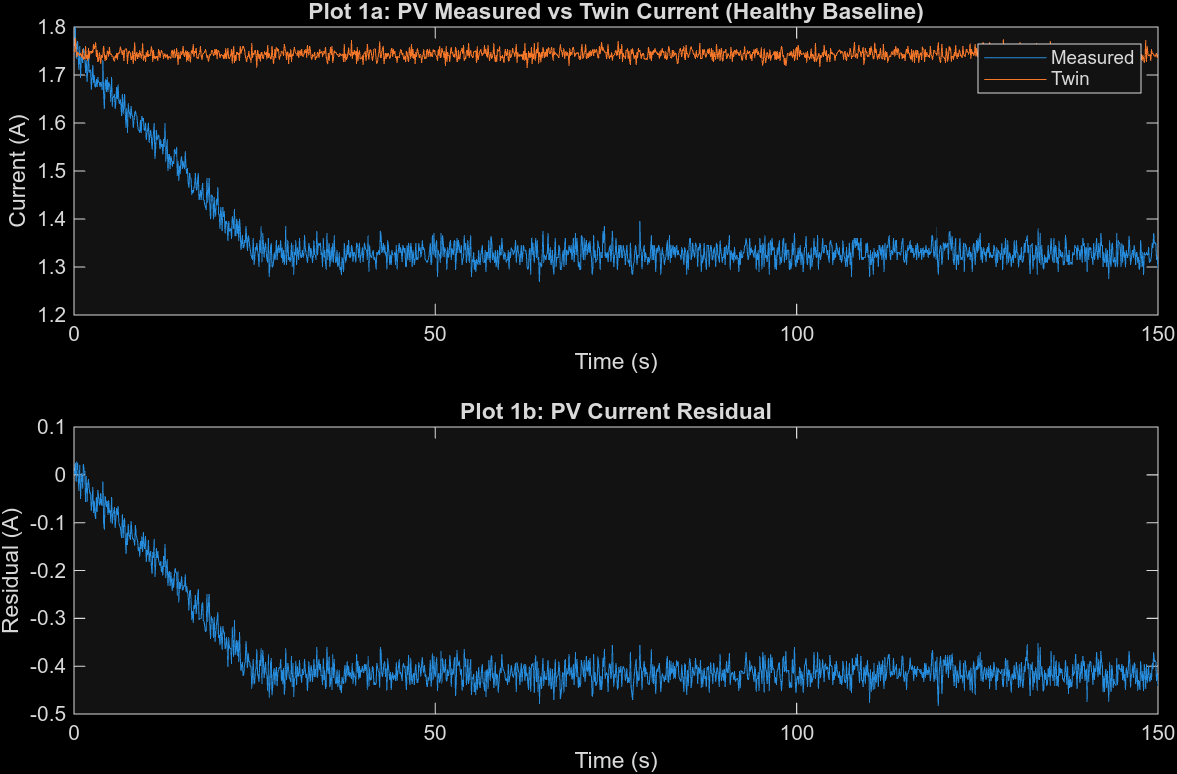 Plot 1a: PV Measured vs Twin Current (Healthy Baseline)
1.8
1.7
1.6
1.5
1.4
1.3
1.2
Current (A)
Measured
Twin
0
50
100
150
Time (s)
Plot 1b: PV Current Residual
0.1
0
-0.1
-0.2
-0.3
-0.4
-0.5
Residual (A)
0
50
100
150
Time (s)